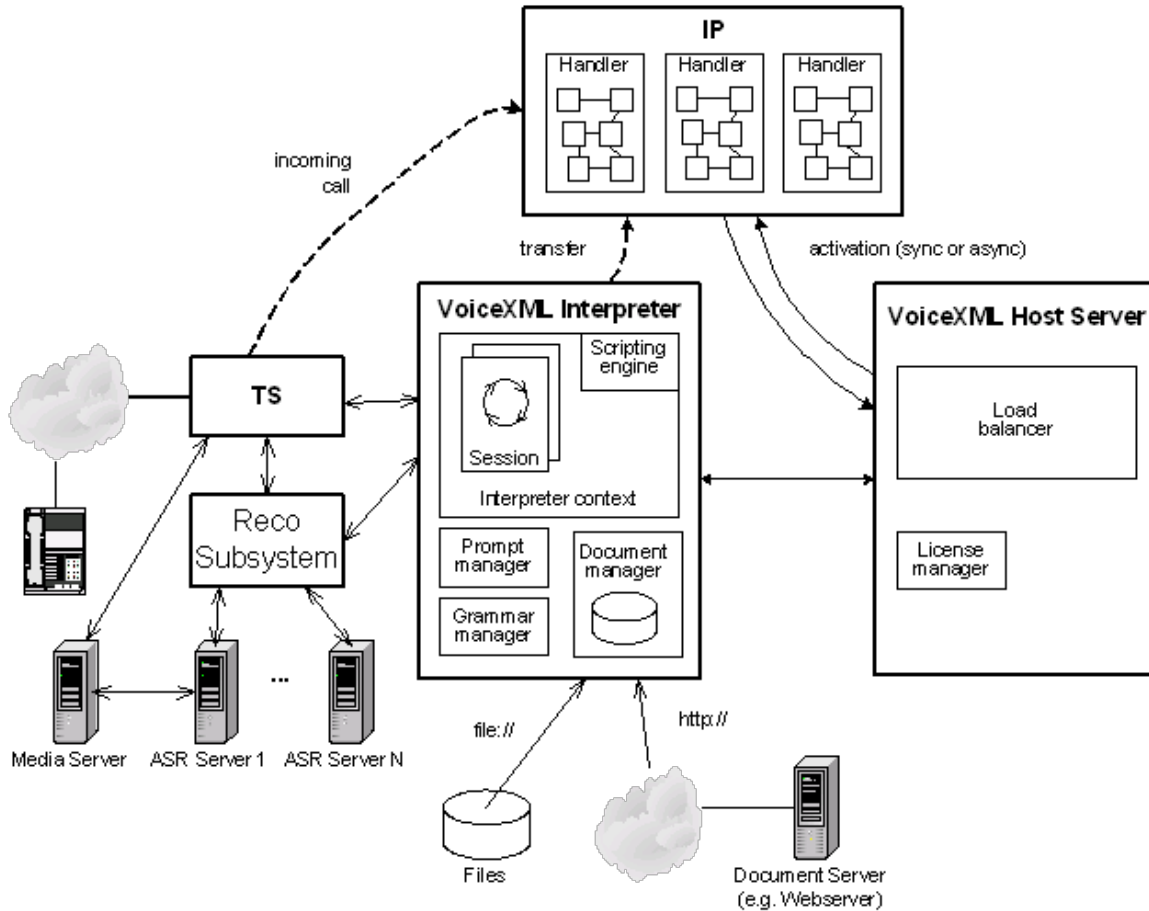 IP
Handler
Handler
Handler
incoming
call
transfer
activation (sync or async)
VoiceXML Interpreter
Scripting
engine
Session
Interpreter context
Prompt
manager
Grammar
manager
Document
manager
VoiceXML Host Server
Load
balancer
License
manager
TS
Reco
Subsystem
...
Media Server
ASR Server 1
ASR Server N
file://
http://
Files
Document Server
(e.g. Webserver)